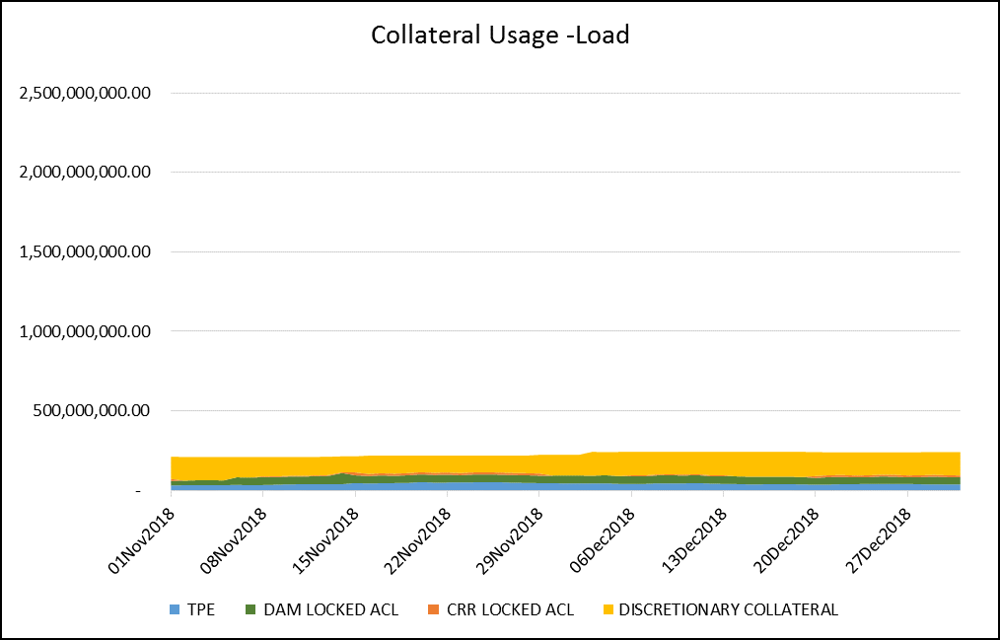 Collateral Usage -Load
2,500,000,000.00
2,000,000,000.00
1,500,000,000.00
1,000,000,000.00
500,000,000.00
-
01Nov2018
08Nov2018
15Nov2018
22Nov2018
29Nov2018
06Dec2018
13Dec2018
20Dec2018
27Dec2018
TPE DAM LOCKED ACL CRR LOCKED ACL DISCRETIONARY COLLATERAL